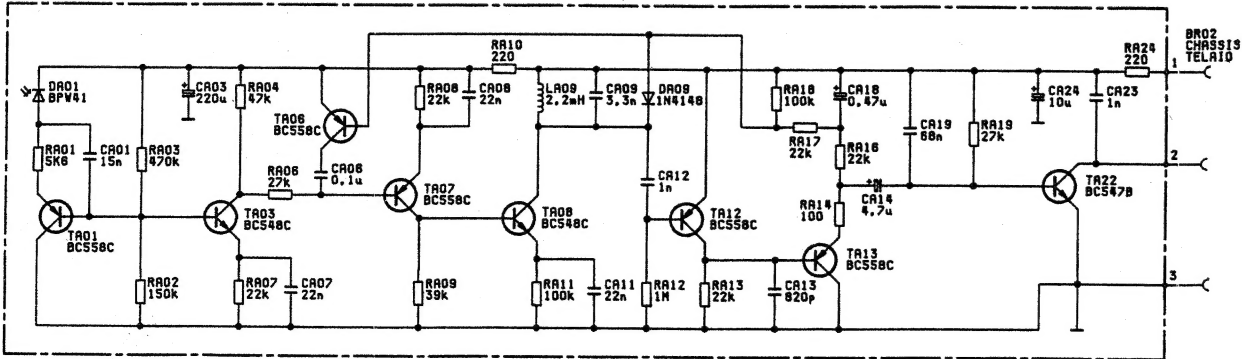 BR02
CHASSIS
TELAIO
RA10
220
RA24
220
1
DA01
BPW41
CA03
220u
RA04
47k
RA08
22k
CA08
22n
LA09
2,2mH
CA09
3,3n
DA09
1N4148
RA18
100k
CA18
0,47u
CA24
10u
CA23
1n
TA06
BC558C
RA01
5K6
CA01
15n
RA03
470k
CA19
68n
RA19
27k
RA17
22k
RA16
22k
2
RA06
27k
CA06
0,1u
TA07
BC558C
CA12
1n
TA22
BC547B
CA14
4,7u
RA14
100
TA01
BC558C
TA03
BC548C
TA08
BC548C
TA12
BC558C
TA13
BC558C
3
RA02
150k
RA07
22k
CA07
22n
RA09
39k
RA11
100k
CA11
22n
RA12
1M
RA13
22k
CA13
820p